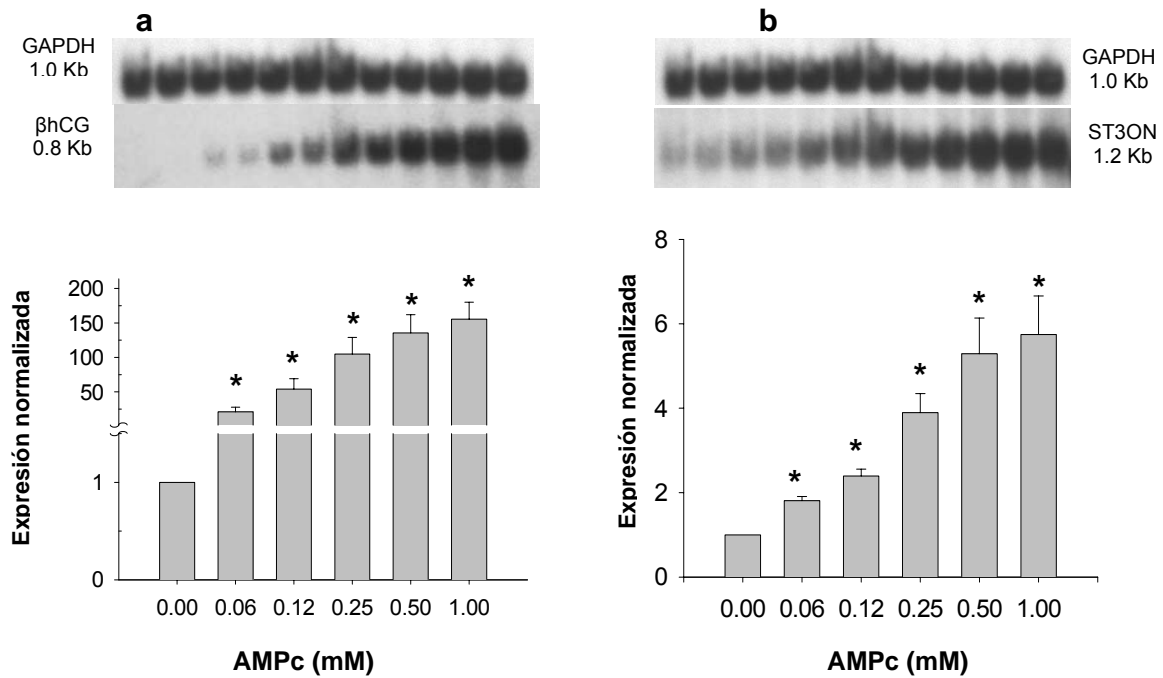 a
GAPDH
1.0 Kb
βhCG
0.8 Kb
Expresión normalizada
200
150
100
50
1
0
*
*
*
*
*
0.00 0.06 0.12 0.25 0.50 1.00
AMPc (mM)
b
GAPDH
1.0 Kb
ST3ON
1.2 Kb
Expresión normalizada
8
6
4
2
0
*
*
*
*
*
0.00 0.06 0.12 0.25 0.50 1.00
AMPc (mM)